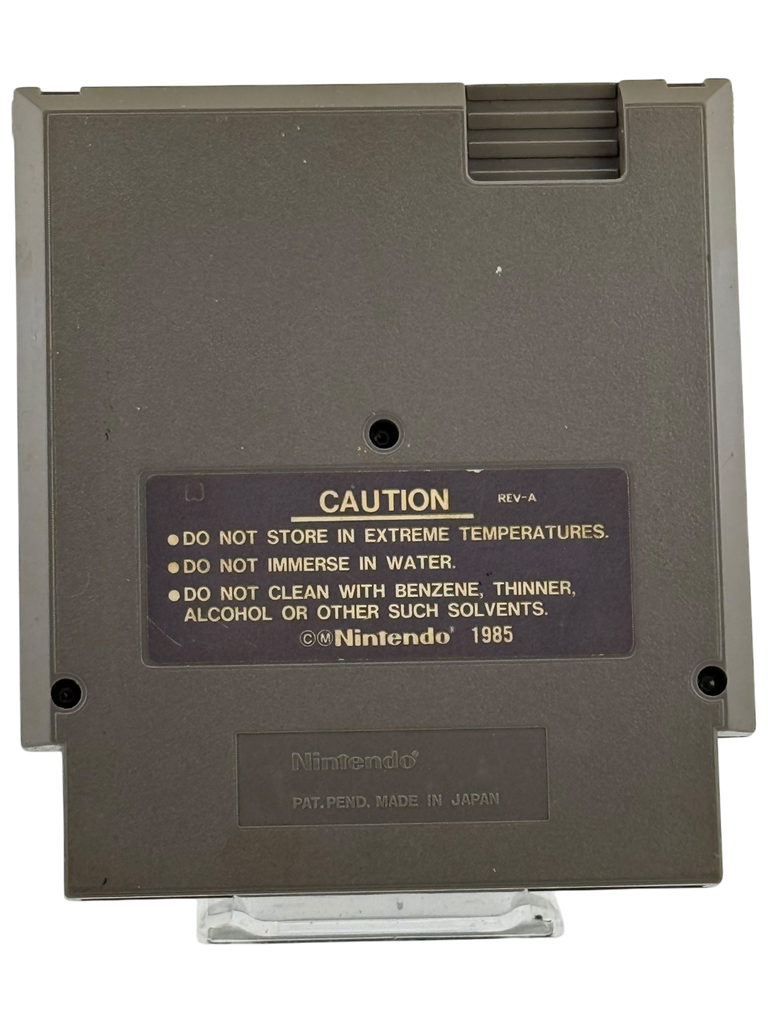 CAUTION REV-A
●DO NOT STORE IN EXTREME TEMPERATURES.
●DO NOT IMMERSE IN WATER.
●DO NOT CLEAN WITH BENZENE, THINNER,
ALCOHOL OR OTHER SUCH SOLVENTS.
©Ⓜ Nintendo® 1985
Nintendo®
PAT. PEND. MADE IN JAPAN